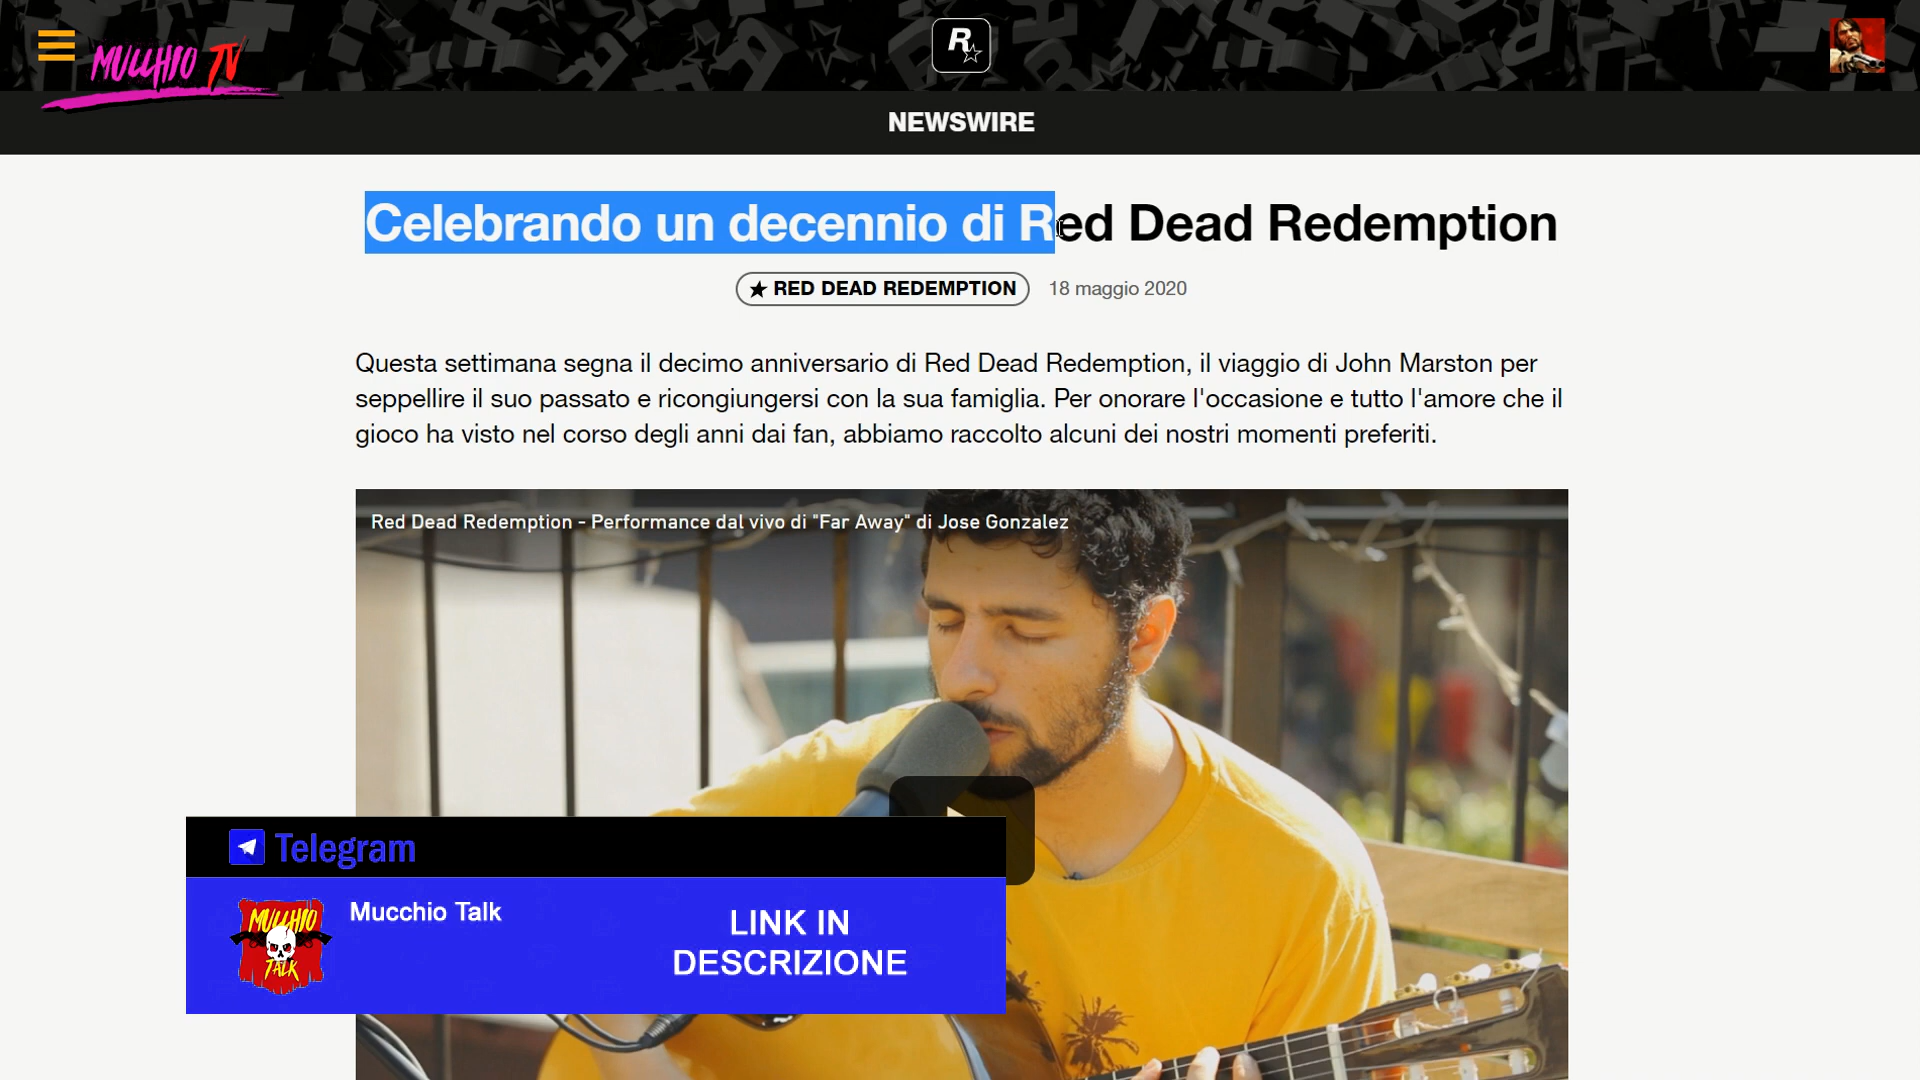 MUCCHIO TV
R
NEWSWIRE
Celebrando un decennio di Red Dead Redemption
RED DEAD REDEMPTION 18 maggio 2020
Questa settimana segna il decimo anniversario di Red Dead Redemption, il viaggio di John Marston per
seppellire il suo passato e ricongiungersi con la sua famiglia. Per onorare l'occasione e tutto l'amore che il
gioco ha visto nel corso degli anni dai fan, abbiamo raccolto alcuni dei nostri momenti preferiti.
Red Dead Redemption - Performance dal vivo di "Far Away" di Jose Gonzalez
Telegram
MUCCHIO
TALK
Mucchio Talk
LINK IN
DESCRIZIONE